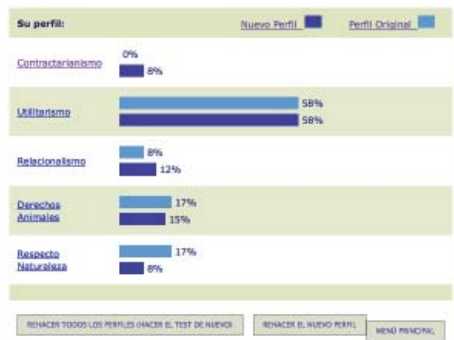 Su perfil: Nuevo Perfil Perfil Original
0%
Contractarianismo
8%
58%
Utilitarismo
58%
8%
Relacionalismo
12%
17%
Derechos
Animales
15%
17%
Respecto
Naturaleza
8%
REHACER TODOS LOS PERFILES (HACER EL TEST DE NUEVO) REHACER EL NUEVO PERFIL MENÚ PRINCIPAL